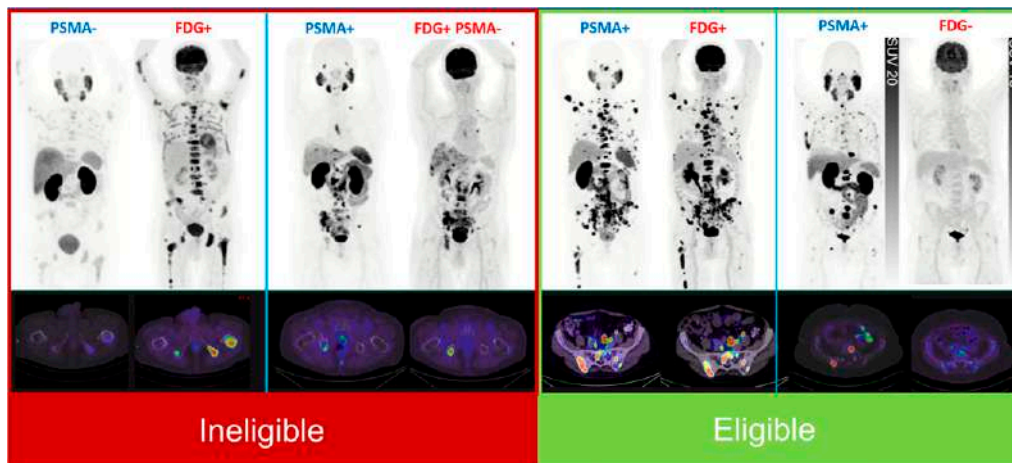 PSMA- FDG+ PSMA+ FDG+ PSMA- PSMA+ FDG+ PSMA+ FDG-
SUV 20
Ineligible Eligible